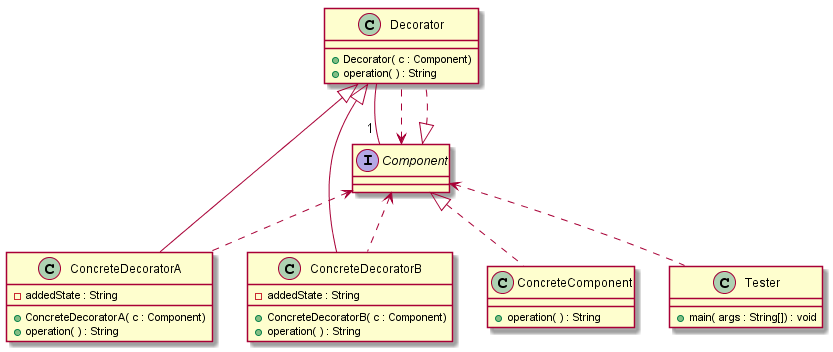 C Decorator
Decorator( c : Component)
operation( ) : String
1
I Component
C ConcreteDecoratorA
addedState : String
ConcreteDecoratorA( c : Component)
operation( ) : String
C ConcreteDecoratorB
addedState : String
ConcreteDecoratorB( c : Component)
operation( ) : String
C ConcreteComponent
operation( ) : String
C Tester
main( args : String[]) : void